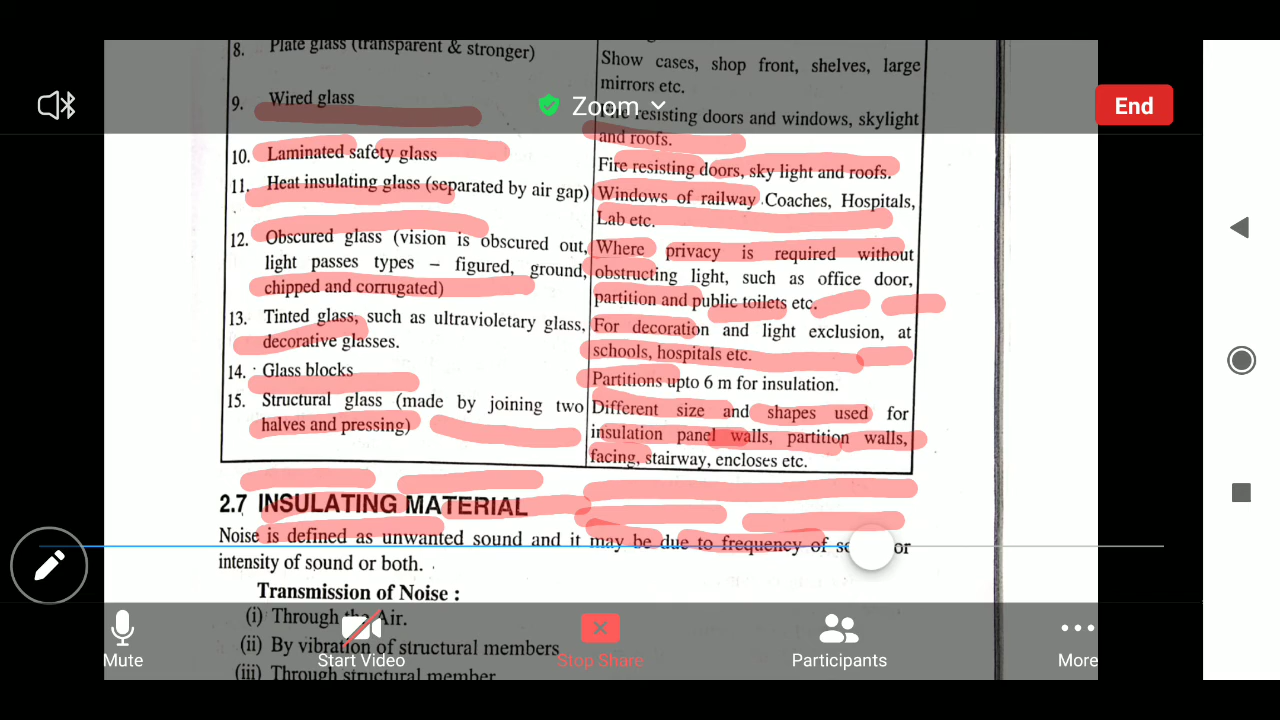 8. Plate glass (transparent & stronger)
Show cases, shop front, shelves, large
mirrors etc.
9. Wired glass
Fire resisting doors and windows, skylight
and roofs.
Zoom
End
10. Laminated safety glass
Fire resisting doors, sky light and roofs.
11. Heat insulating glass (separated by air gap)
Windows of railway Coaches, Hospitals,
Lab etc.
12. Obscured glass (vision is obscured out,
light passes types – figured, ground,
chipped and corrugated)
Where privacy is required without
obstructing light, such as office door,
partition and public toilets etc.
13. Tinted glass, such as ultravioletary glass,
decorative glasses.
For decoration and light exclusion, at
schools, hospitals etc.
14. Glass blocks
Partitions upto 6 m for insulation.
15. Structural glass (made by joining two
halves and pressing)
Different size and shapes used for
insulation panel walls, partition walls,
facing, stairway, encloses etc.
2.7 INSULATING MATERIAL
Noise is defined as unwanted sound and it may be due to frequency of or
intensity of sound or both.
Transmission of Noise :
(i) Through the Air.
(ii) By vibration of structural members
(iii) Through structural member
Mute
Start Video
Stop Share
Participants
More